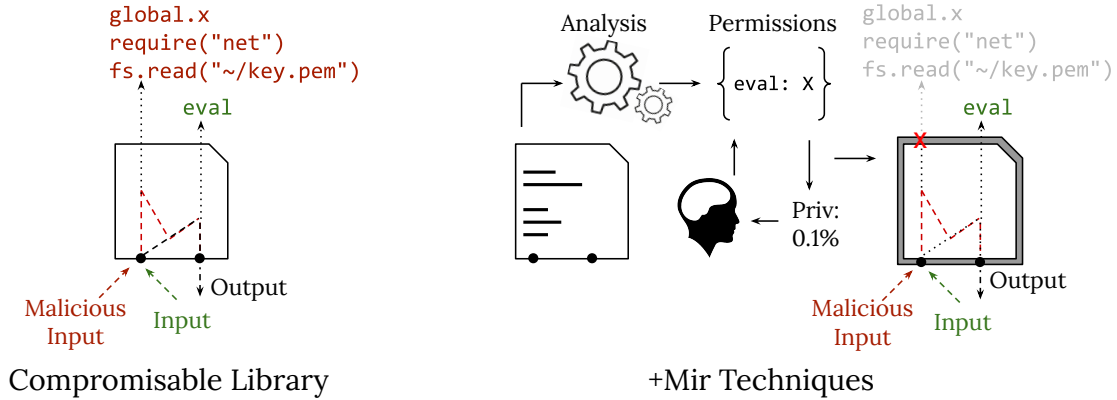 global.x
require("net")
fs.read("~/key.pem")
eval
Output
Malicious
Input
Input
Compromisable Library
Analysis
Permissions
eval: X
Priv:
0.1%
global.x
require("net")
fs.read("~/key.pem")
eval
X
Output
Malicious
Input
Input
+Mir Techniques